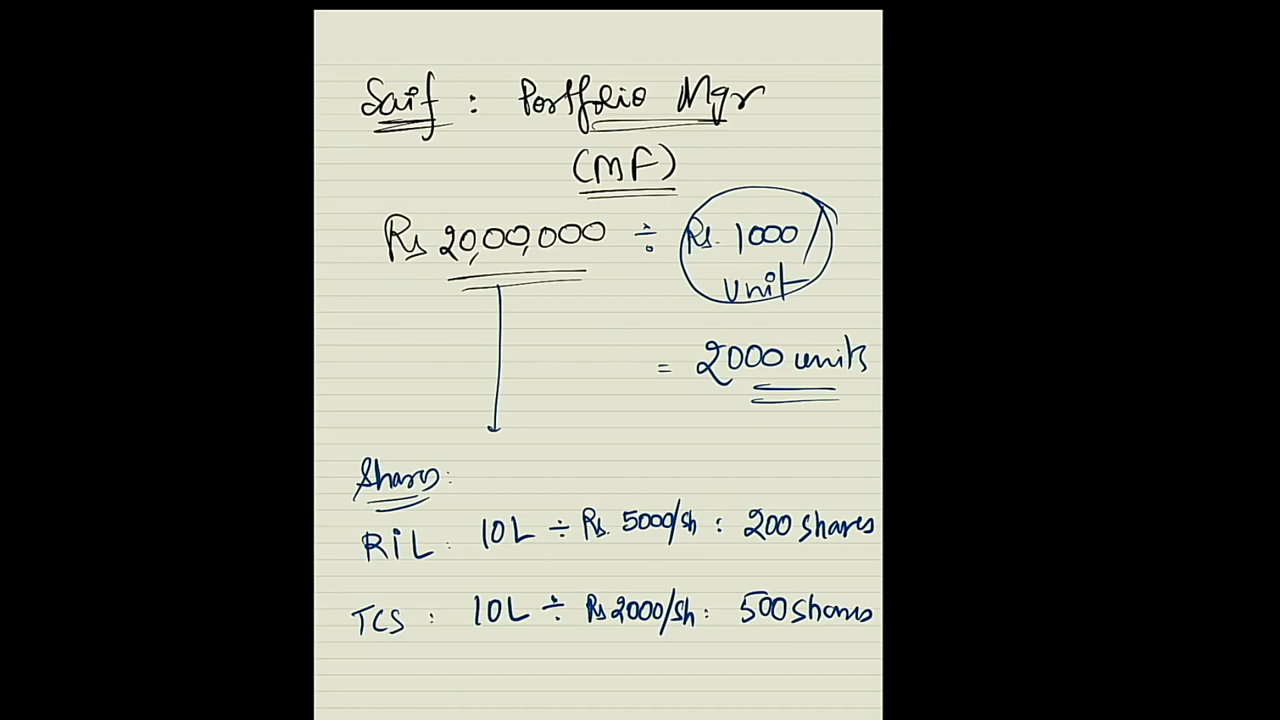 Saif : Portfolio Mgr
(MF)
Rs 20,00,000 ÷ Rs. 1000/
unit
= 2000 units
Shares:
RIL : 10L ÷ Rs. 5000/sh : 200 shares
TCS : 10L ÷ Rs 2000/sh : 500 shares